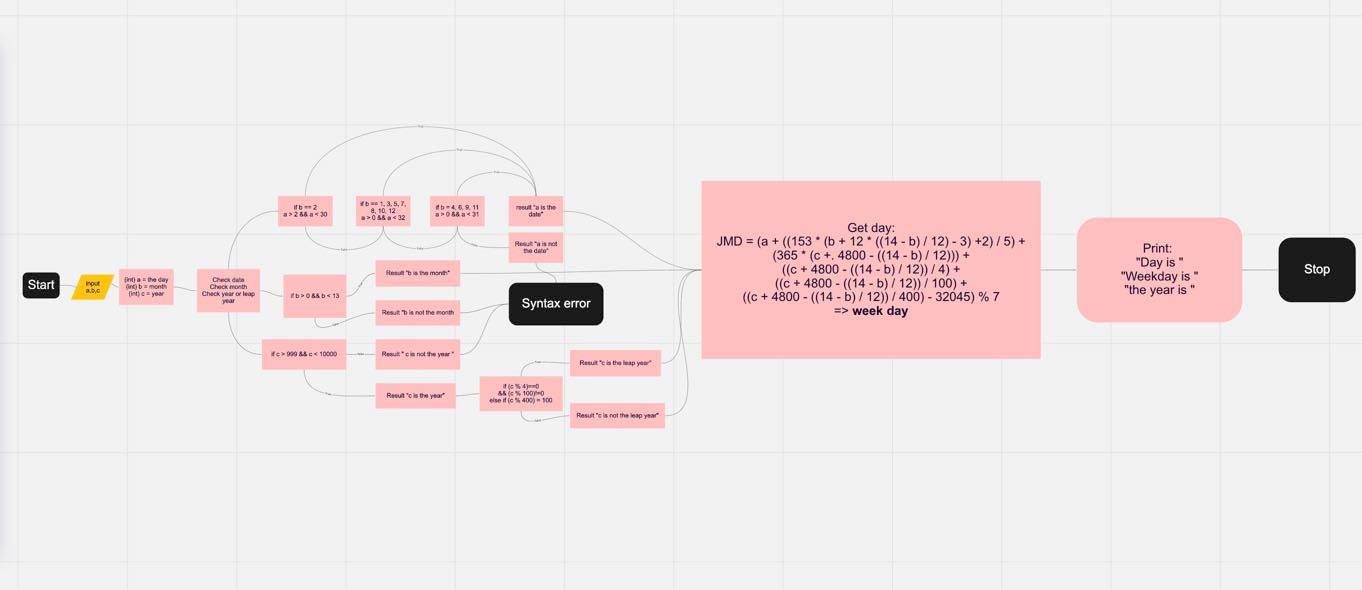 Start
input
a,b,c
(int) a = the day
(int) b = month
(int) c = year
Check date
Check month
Check year or leap
year
if b == 2
a > 2 && a < 30
if b == 1, 3, 5, 7,
8, 10, 12
a > 0 && a < 32
if b = 4, 6, 9, 11
a > 0 && a < 31
result "a is the
date"
Result "a is not
the date"
if b > 0 && b < 13
Result "b is the month"
Result "b is not the month
Syntax error
if c > 999 && c < 10000
Result " c is not the year "
Result "c is the year"
if (c % 4)==0
&& (c % 100)!=0
else if (c % 400) = 100
Result "c is the leap year"
Result "c is not the leap year"
Get day:
JMD = (a + ((153 * (b + 12 * ((14 - b) / 12) - 3) +2) / 5) +
(365 * (c +. 4800 - ((14 - b) / 12))) +
((c + 4800 - ((14 - b) / 12)) / 4) +
((c + 4800 - ((14 - b) / 12)) / 100) +
((c + 4800 - ((14 - b) / 12)) / 400) - 32045) % 7
=> week day
Print:
"Day is "
"Weekday is "
"the year is "
Stop